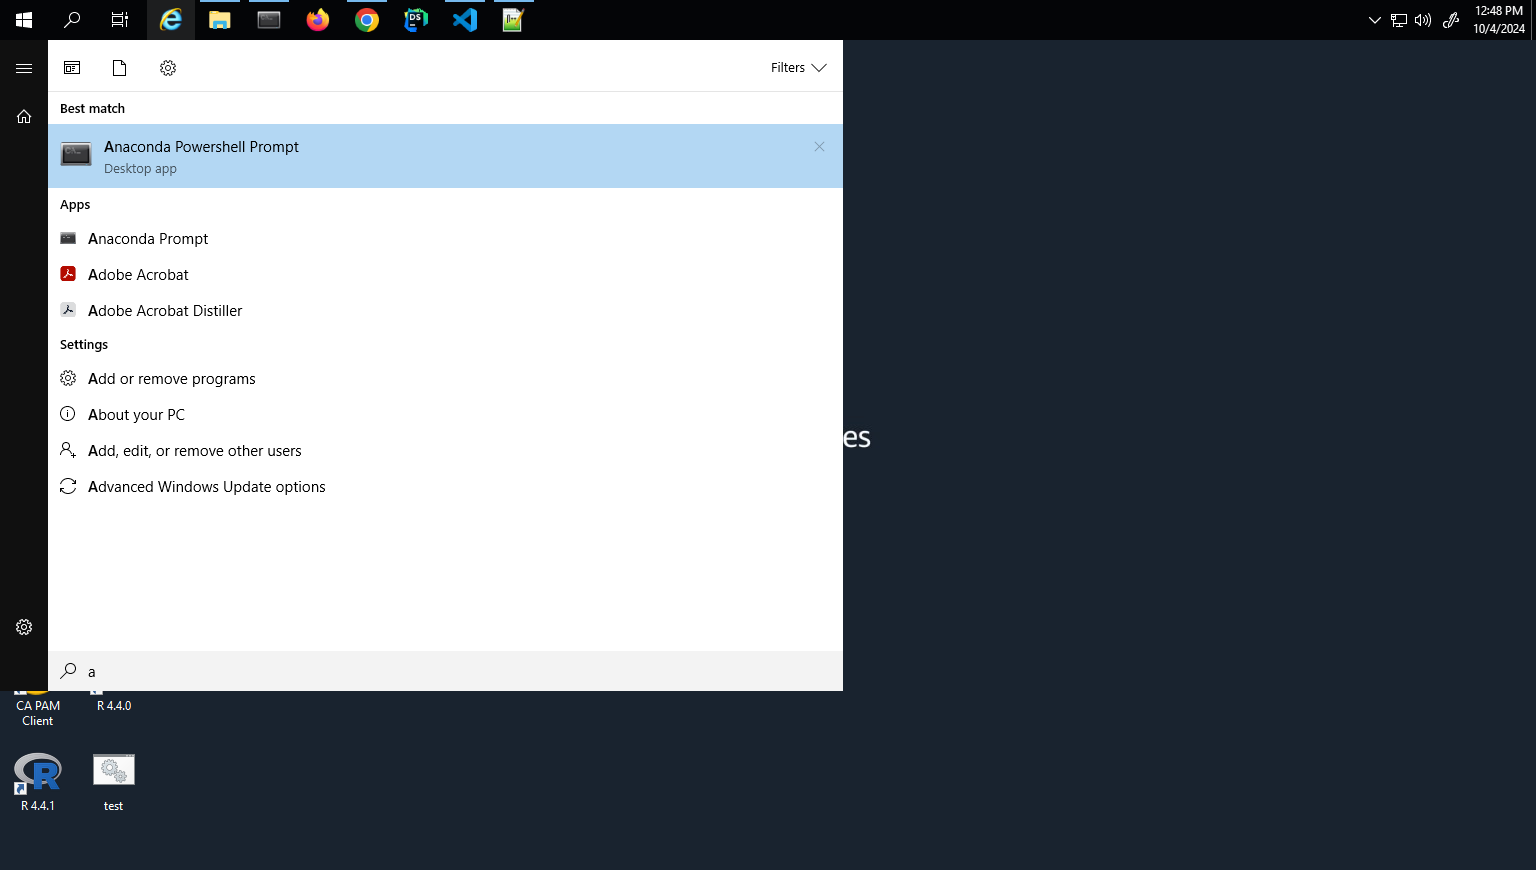 12:48 PM
10/4/2024
Filters
Best match
Anaconda Powershell Prompt
Desktop app
Apps
Anaconda Prompt
Adobe Acrobat
Adobe Acrobat Distiller
Settings
Add or remove programs
About your PC
Add, edit, or remove other users
Advanced Windows Update options
es
a
CA PAM
Client
R 4.4.0
R 4.4.1
test